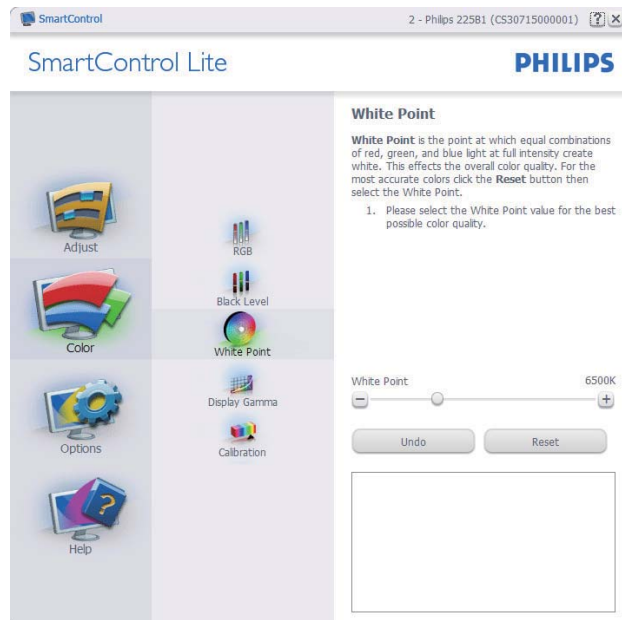 SmartControl
2 - Philips 225B1 (CS30715000001)
?
X
SmartControl Lite
PHILIPS
Adjust
Color
Options
Help
RGB
Black Level
White Point
Display Gamma
Calibration
White Point
White Point is the point at which equal combinations
of red, green, and blue light at full intensity create
white. This effects the overall color quality. For the
most accurate colors click the Reset button then
select the White Point.
1. Please select the White Point value for the best
possible color quality.
White Point
6500K
Undo
Reset